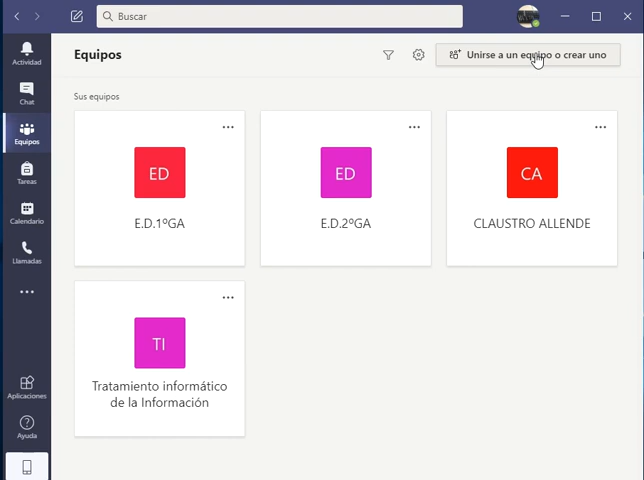 Buscar
Actividad
Chat
Equipos
Tareas
Calendario
Llamadas
Aplicaciones
Ayuda
Equipos
Unirse a un equipo o crear uno
Sus equipos
ED
E.D.1ºGA
ED
E.D.2ºGA
CA
CLAUSTRO ALLENDE
TI
Tratamiento informático
de la Información